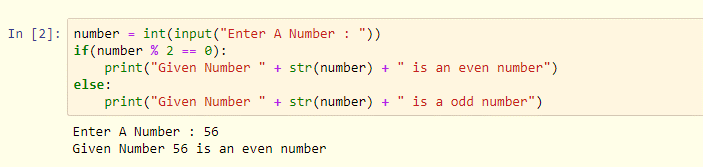 In [2]: number = int(input("Enter A Number : "))
if(number % 2 == 0):
    print("Given Number " + str(number) + " is an even number")
else:
    print("Given Number " + str(number) + " is a odd number")
Enter A Number : 56
Given Number 56 is an even number